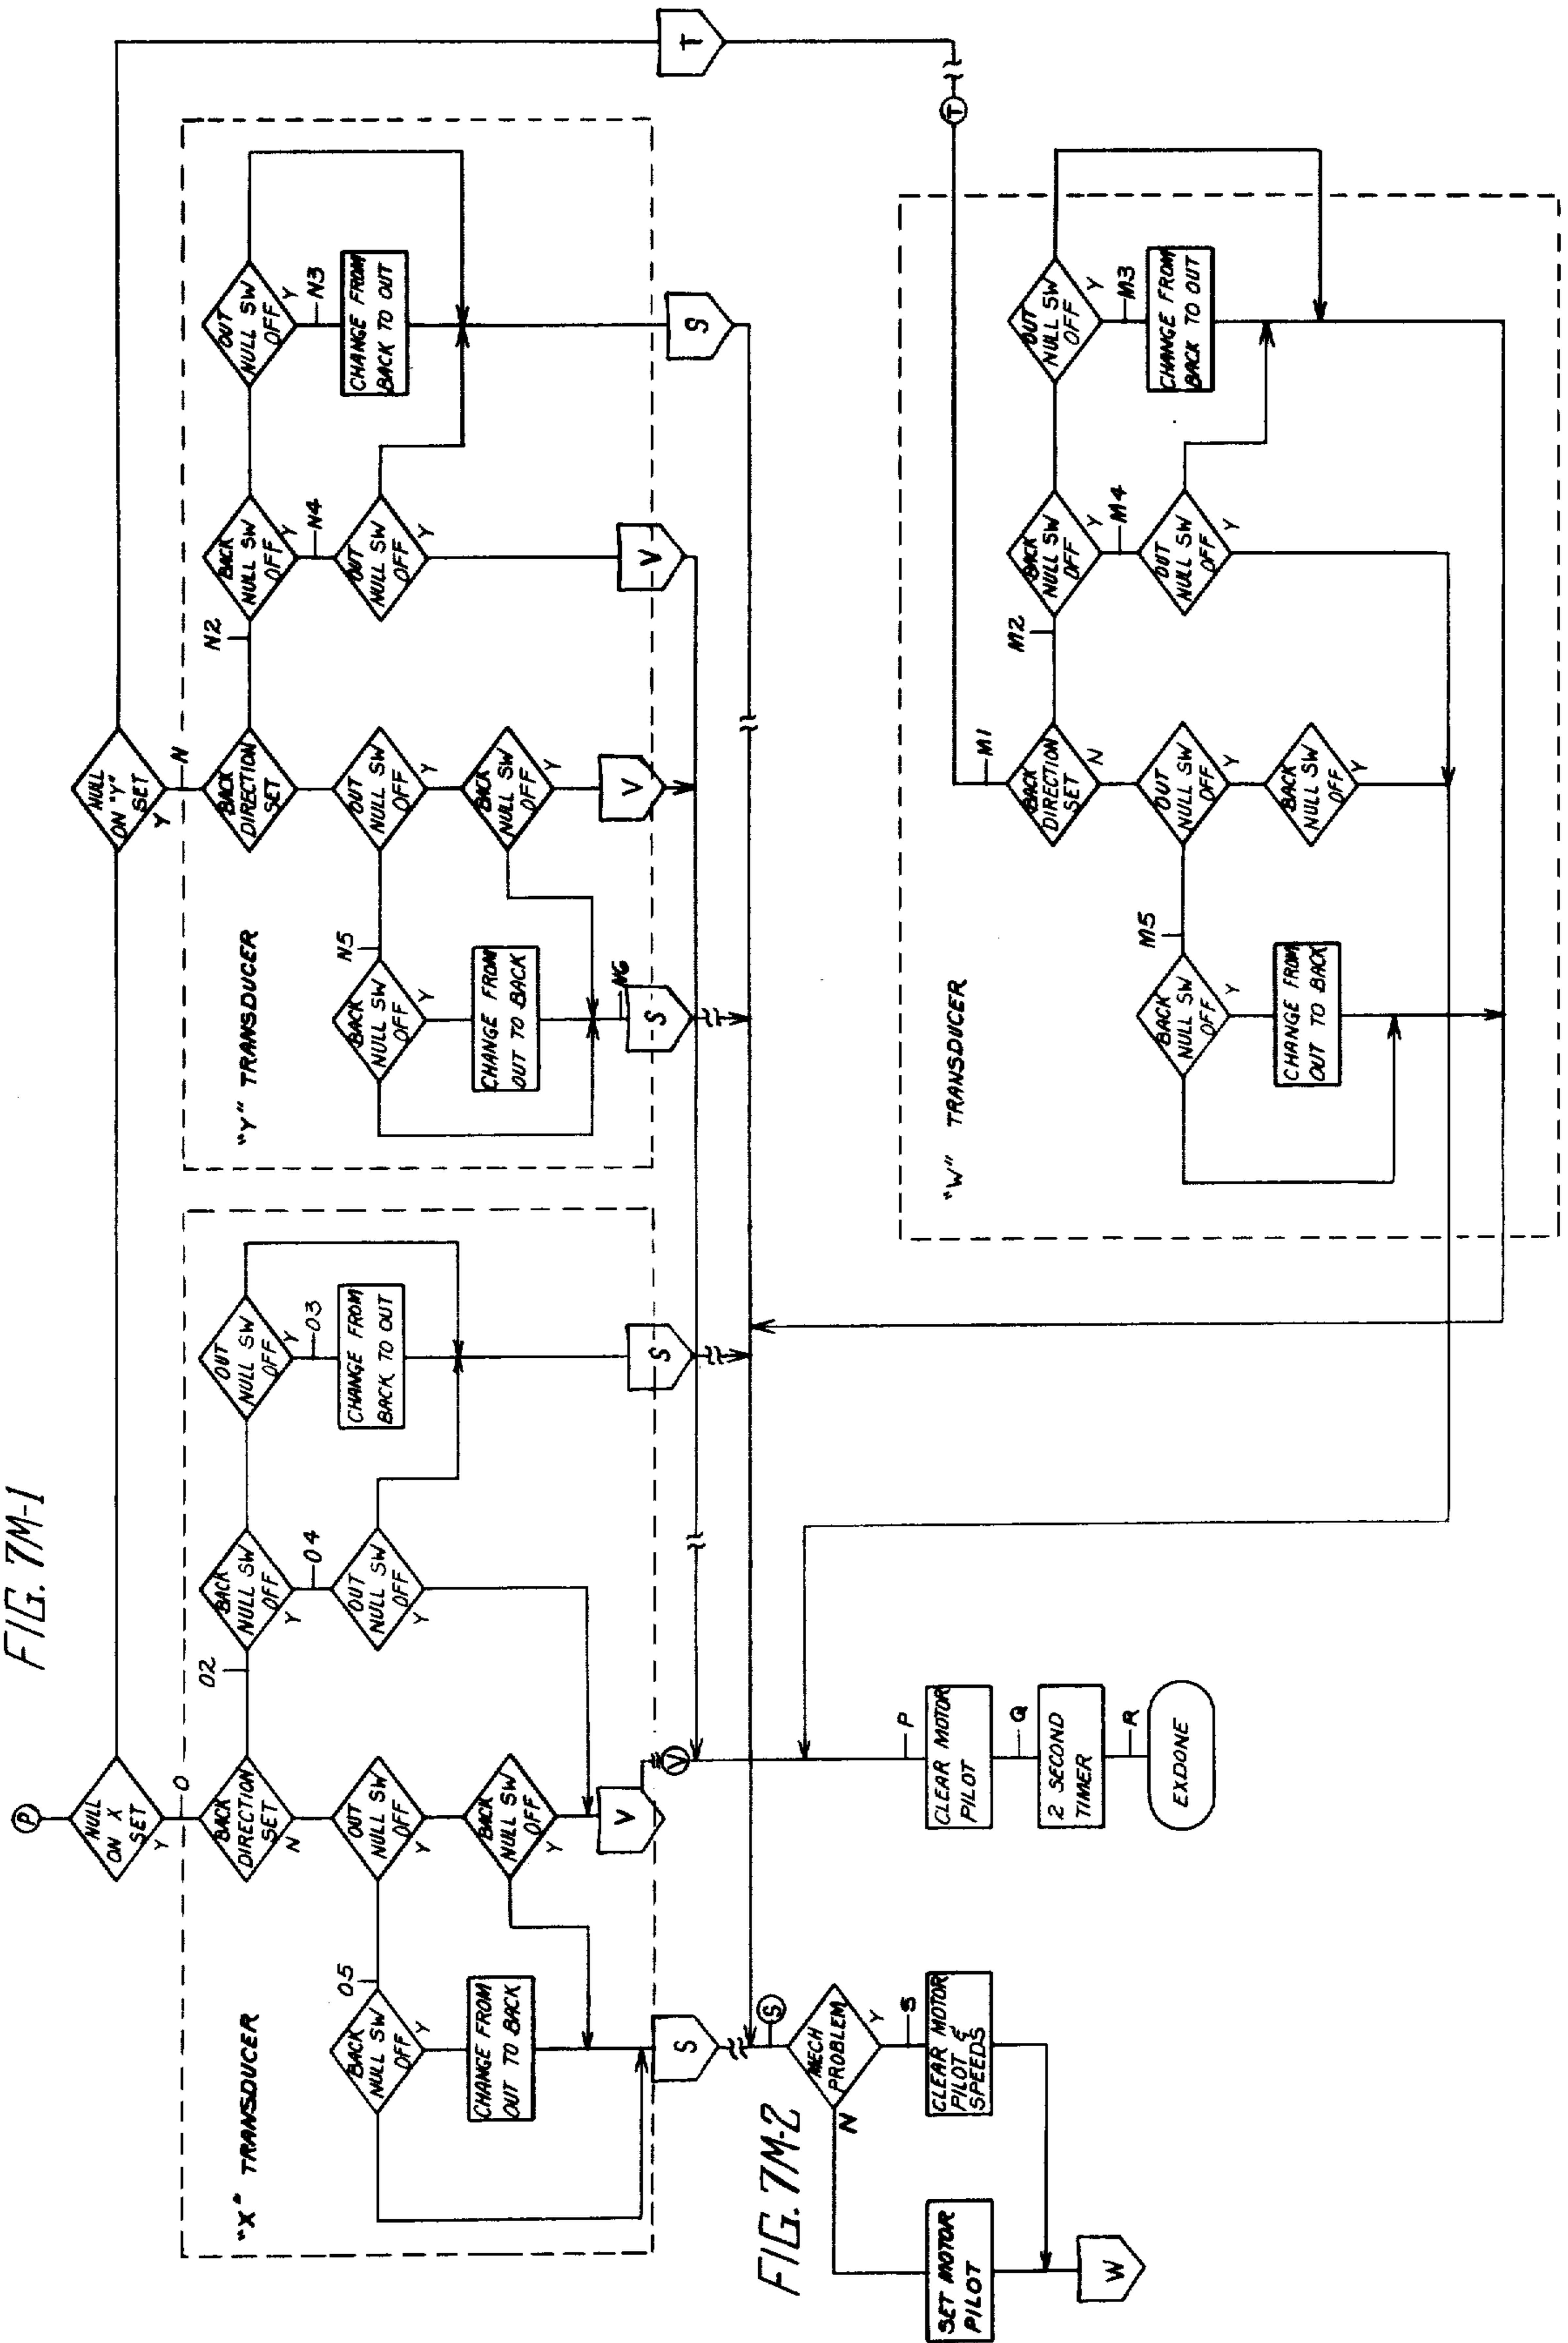 FIG. 7M-1
P
NULL
ON X
SET
Y
O
"X" TRANSDUCER
BACK
DIRECTION
SET
N
O2
BACK
NULL SW
OFF
Y
O4
OUT
NULL SW
OFF
Y
OUT
NULL SW
OFF
Y
O3
CHANGE FROM
BACK TO OUT
S
OUT
NULL SW
OFF
Y
BACK
NULL SW
OFF
Y
V
O5
BACK
NULL SW
OFF
Y
CHANGE FROM
OUT TO BACK
S
NULL
ON "Y"
SET
Y
N
"Y" TRANSDUCER
BACK
DIRECTION
SET
N2
BACK
NULL SW
OFF
Y
N4
OUT
NULL SW
OFF
Y
V
OUT
NULL SW
OFF
Y
N3
CHANGE FROM
BACK TO OUT
S
OUT
NULL SW
OFF
Y
BACK
NULL SW
OFF
Y
V
N5
BACK
NULL SW
OFF
Y
CHANGE FROM
OUT TO BACK
N6
S
T
FIG. 7M-2
S
MECH
PROBLEM
N
Y
S
SET MOTOR
PILOT
CLEAR MOTOR
PILOT &
SPEEDS
W
V
P
CLEAR MOTOR
PILOT
Q
2 SECOND
TIMER
R
EXDONE
T
"W" TRANSDUCER
M1
BACK
DIRECTION
SET
N
M2
BACK
NULL SW
OFF
Y
M4
OUT
NULL SW
OFF
Y
OUT
NULL SW
OFF
Y
M3
CHANGE FROM
BACK TO OUT
OUT
NULL SW
OFF
Y
BACK
NULL SW
OFF
Y
M5
BACK
NULL SW
OFF
Y
CHANGE FROM
OUT TO BACK